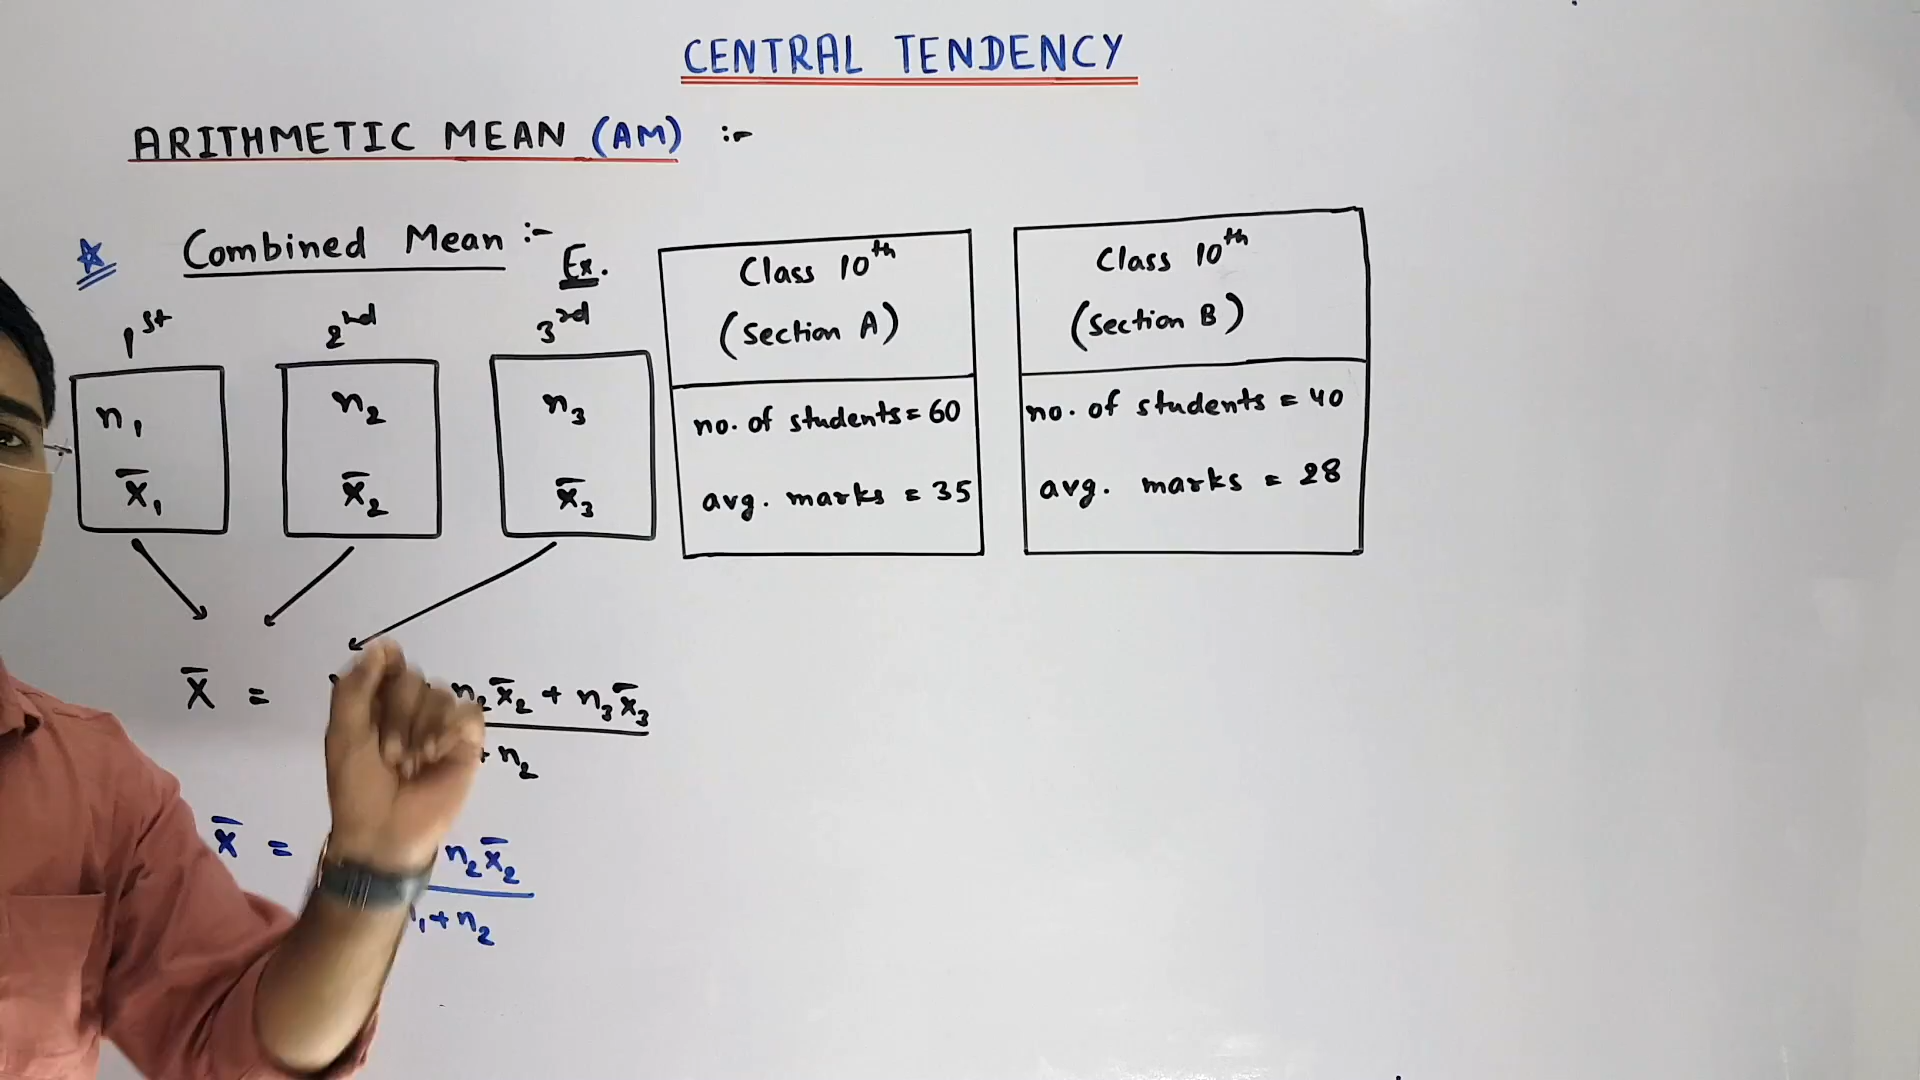 CENTRAL TENDENCY
ARITHMETIC MEAN (AM) :-
Combined Mean :-
Ex.
1st 2nd 3rd
n₁ n₂ n₃
x̄₁ x̄₂ x̄₃
Class 10th
(Section A)
no. of students = 60
avg. marks = 35
Class 10th
(Section B)
no. of students = 40
avg. marks = 28
x̄ = n₂x̄₂ + n₃x̄₃
+ n₂
x̄ = n₂x̄₂
₁ + n₂